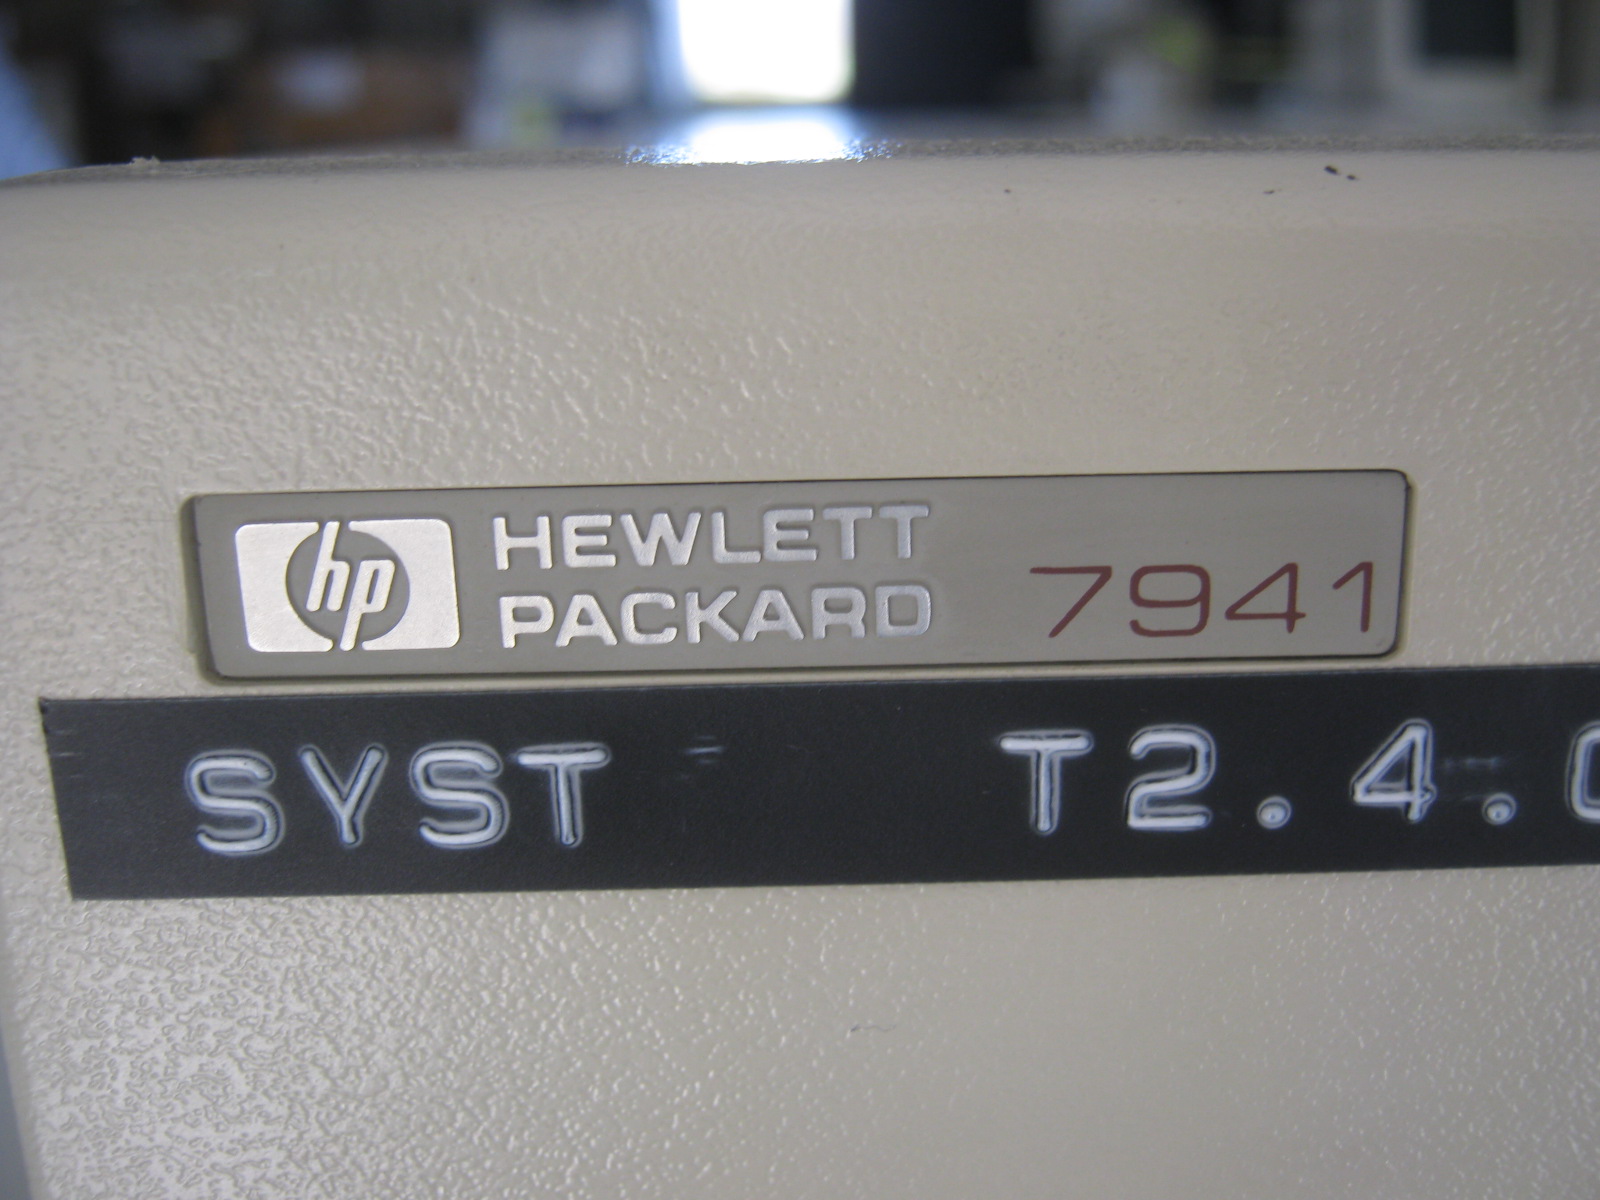 hp HEWLETT
PACKARD 7941
SYST T2.4.